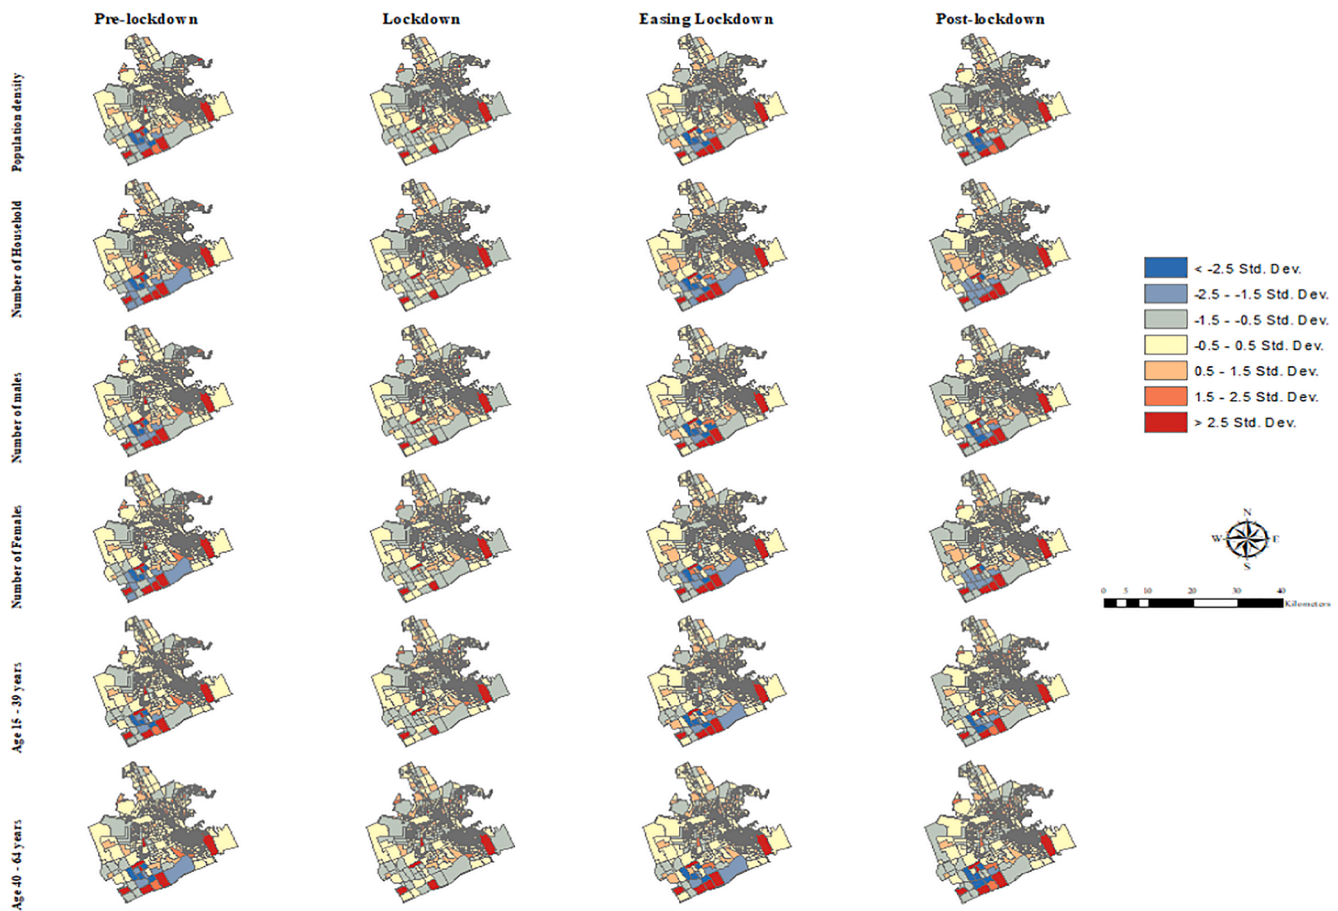 Pre-lockdown Lockdown Easing Lockdown Post-lockdown
Population density
Number of Household
Number of males
Number of Females
Age 16 - 39 years
Age 40 - 64 years
< -2.5 Std. Dev.
-2.5 - -1.5 Std. Dev.
-1.5 - -0.5 Std. Dev.
-0.5 - 0.5 Std. Dev.
0.5 - 1.5 Std. Dev.
1.5 - 2.5 Std. Dev.
> 2.5 Std. Dev.
N
W E
S
0 5 10 20 30 40
Kilometers